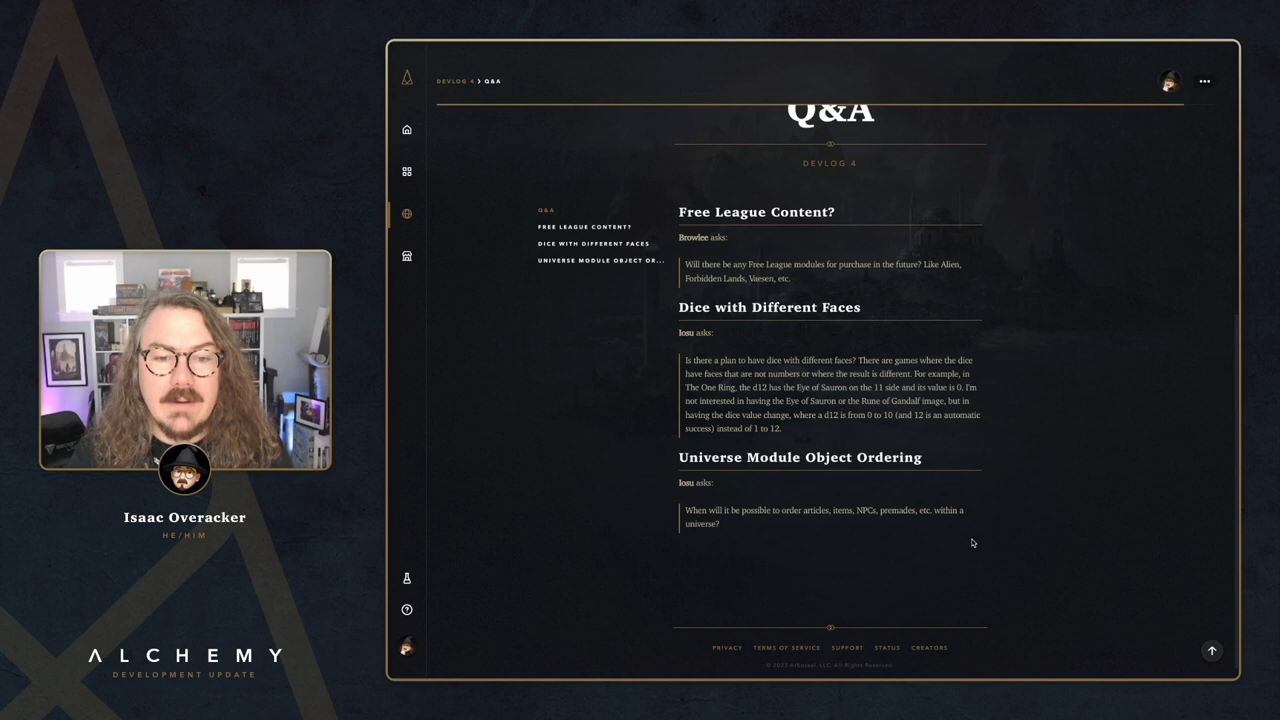 DEVLOG 4 › Q&A
Q&A
DEVLOG 4
Q&A
FREE LEAGUE CONTENT?
DICE WITH DIFFERENT FACES
UNIVERSE MODULE OBJECT OR...
Free League Content?
Browlee asks:
Will there be any Free League modules for purchase in the future? Like Alien,
Forbidden Lands, Vaesen, etc.
Dice with Different Faces
Iosu asks:
Is there a plan to have dice with different faces? There are games where the dice
have faces that are not numbers or where the result is different. For example, in
The One Ring, the d12 has the Eye of Sauron on the 11 side and its value is 0. I'm
not interested in having the Eye of Sauron or the Rune of Gandalf image, but in
having the dice value change, where a d12 is from 0 to 10 (and 12 is an automatic
success) instead of 1 to 12.
Universe Module Object Ordering
Iosu asks:
When will it be possible to order articles, items, NPCs, premades, etc. within a
universe?
PRIVACY TERMS OF SERVICE SUPPORT STATUS CREATORS
© 2023 Arboreal, LLC. All Rights Reserved.
Isaac Overacker
HE/HIM
ALCHEMY
DEVELOPMENT UPDATE